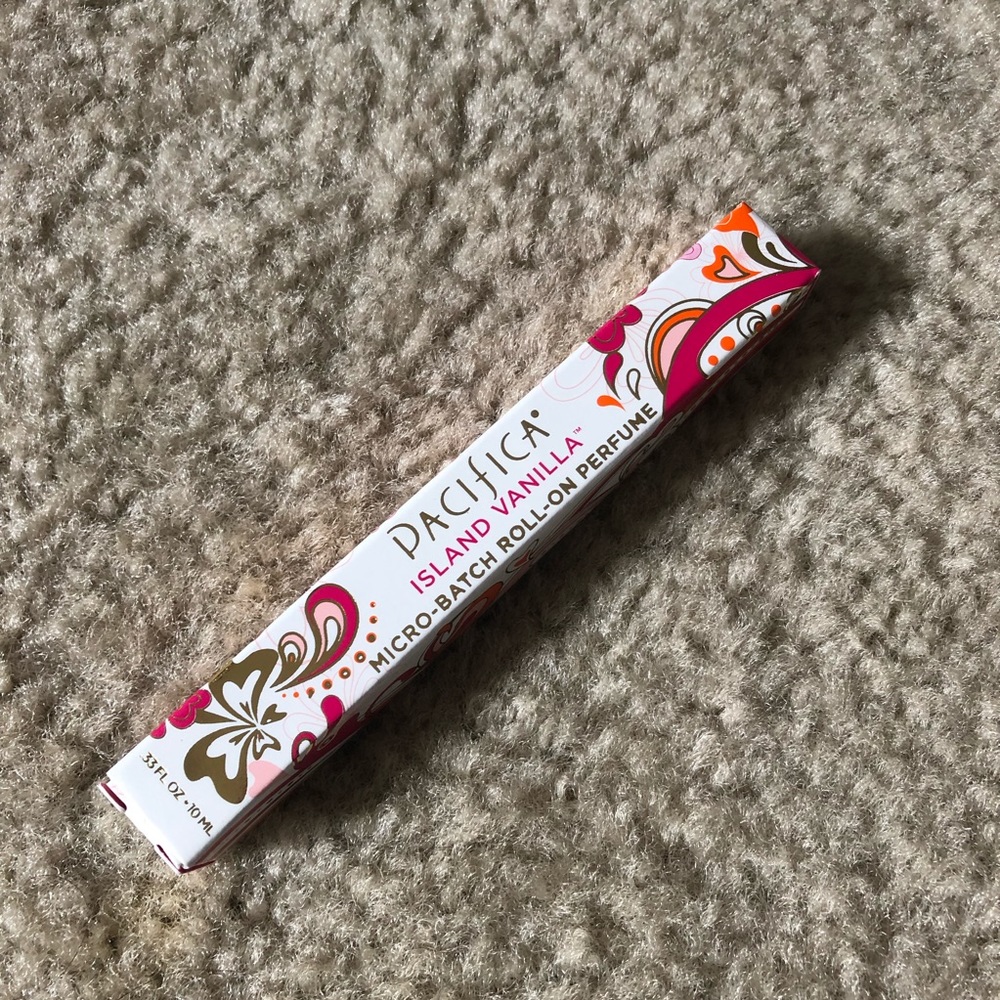 PACIFICA
ISLAND VANILLA™
MICRO-BATCH ROLL-ON PERFUME
33 FL OZ • 10 ML